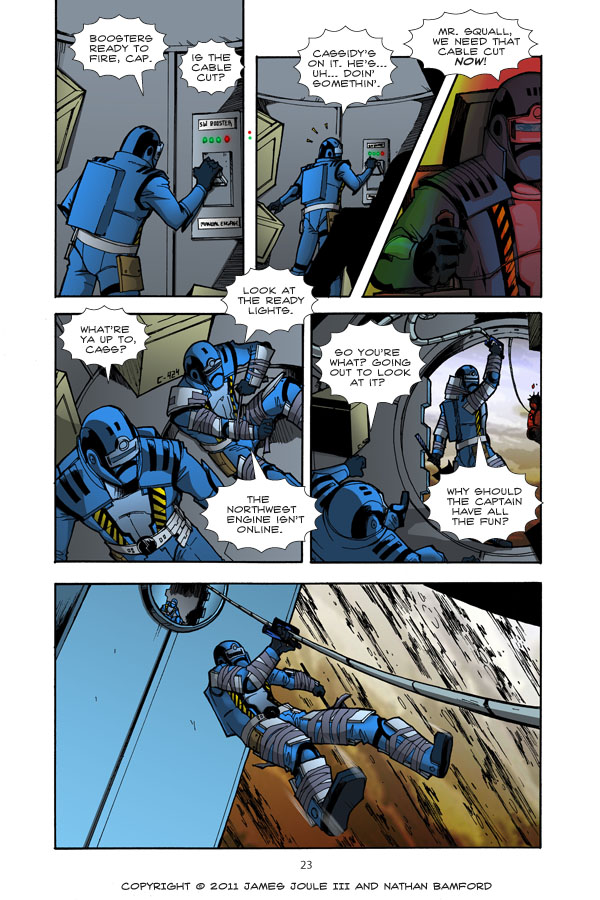 BOOSTERS
READY TO
FIRE, CAP.
IS THE
CABLE
CUT?
SW BOOSTER
MANUAL ENGAGE
CASSIDY'S
ON IT. HE'S...
UH... DOIN'
SOMETHIN'.
MR. SQUALL,
WE NEED THAT
CABLE CUT
NOW!
WHAT'RE
YA UP TO,
CASS?
LOOK AT
THE READY
LIGHTS.
C-424
THE
NORTHWEST
ENGINE ISN'T
ONLINE.
SO YOU'RE
WHAT? GOING
OUT TO LOOK
AT IT?
WHY SHOULD
THE CAPTAIN
HAVE ALL
THE FUN?
23
COPYRIGHT © 2011 JAMES JOULE III AND NATHAN BAMFORD